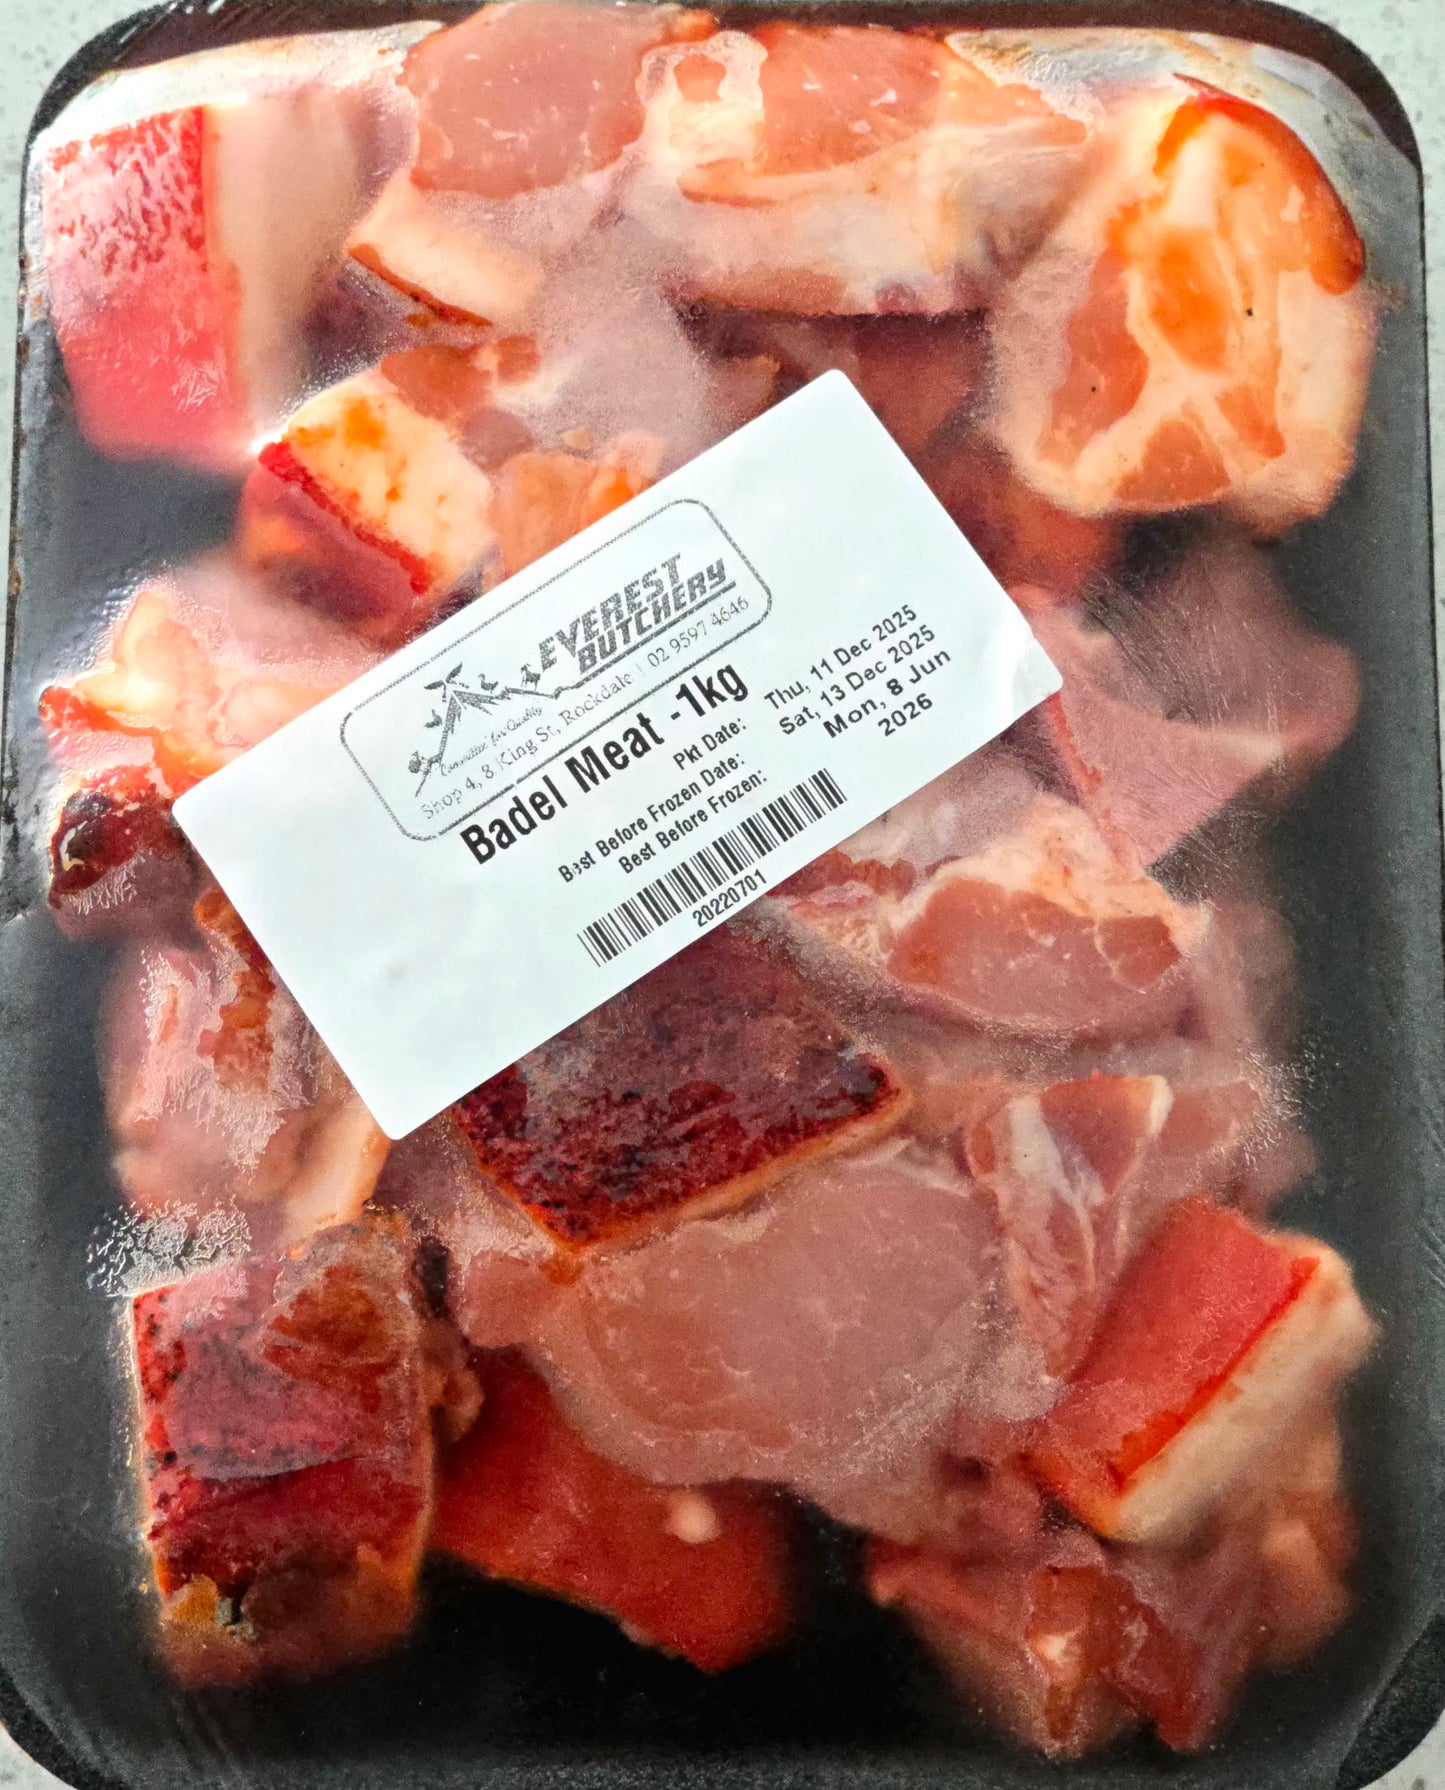 EVEREST
BUTCHERY
Committed for Quality
Shop 4, 8 King St, Rockdale | 02 9597 4646
Badel Meat - 1kg
Pkt Date: Thu, 11 Dec 2025
Best Before Frozen Date: Sat, 13 Dec 2025
Best Before Frozen: Mon, 8 Jun
2026
20220701